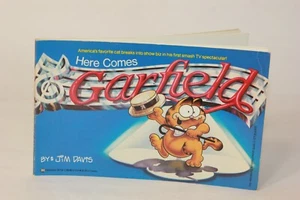 America's favorite cat breaks into show biz in his first smash TV spectacular!
Here Comes
Garfield
BY: JIM DAVIS